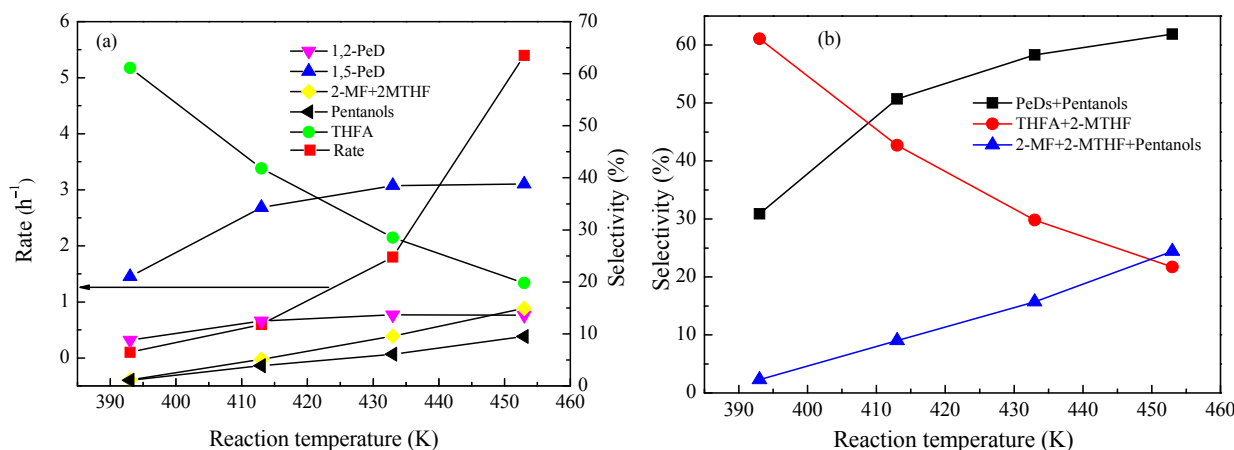 (a)
1,2-PeD
1,5-PeD
2-MF+2MTHF
Pentanols
THFA
Rate
Rate (h⁻¹)
6
5
4
3
2
1
0
70
60
50
40
30
20
10
0
Selectivity (%)
390 400 410 420 430 440 450 460
Reaction temperature (K)
(b)
PeDs+Pentanols
THFA+2-MTHF
2-MF+2-MTHF+Pentanols
Selectivity (%)
60
50
40
30
20
10
0
390 400 410 420 430 440 450 460
Reaction temperature (K)